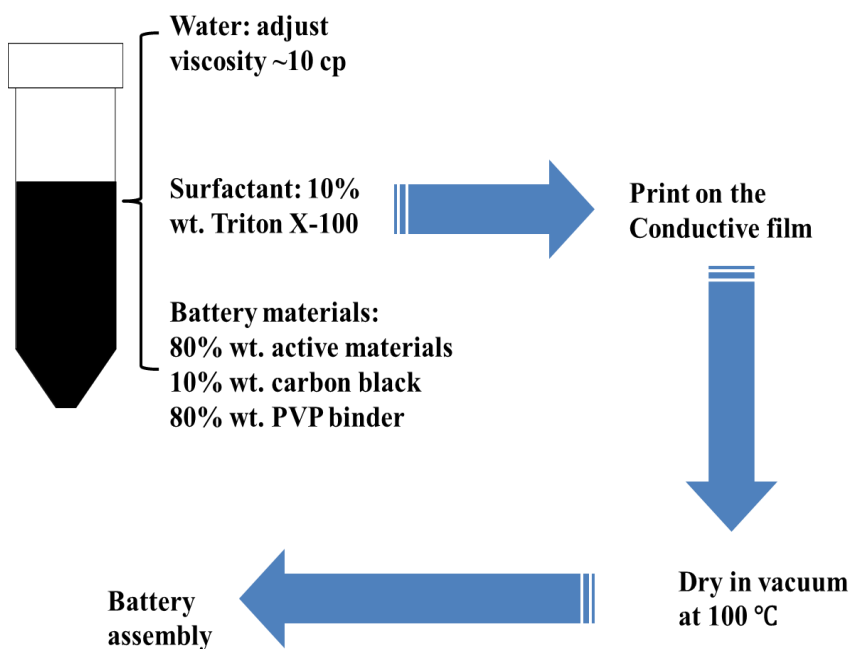 Water: adjust
viscosity ~10 cp
Surfactant: 10%
wt. Triton X-100
Battery materials:
80% wt. active materials
10% wt. carbon black
80% wt. PVP binder
Print on the
Conductive film
Dry in vacuum
at 100 ℃
Battery
assembly